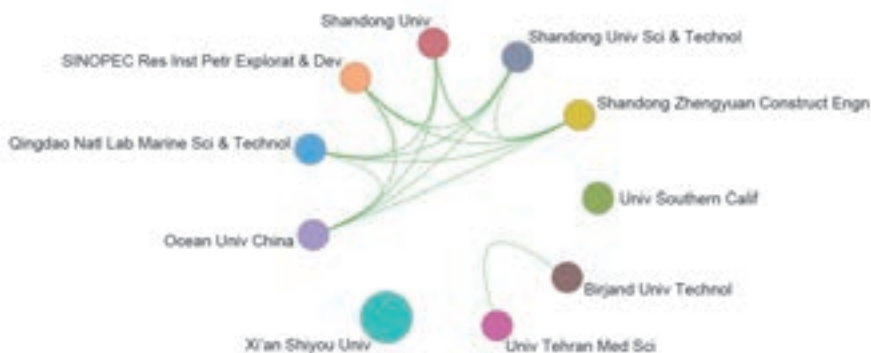 Shandong Univ
Shandong Univ Sci & Technol
SINOPEC Res Inst Petr Explorat & Dev
Shandong Zhengyuan Construct Engn
Qingdao Natl Lab Marine Sci & Technol
Univ Southern Calif
Ocean Univ China
Birjand Univ Technol
Xi'an Shiyou Univ
Univ Tehran Med Sci